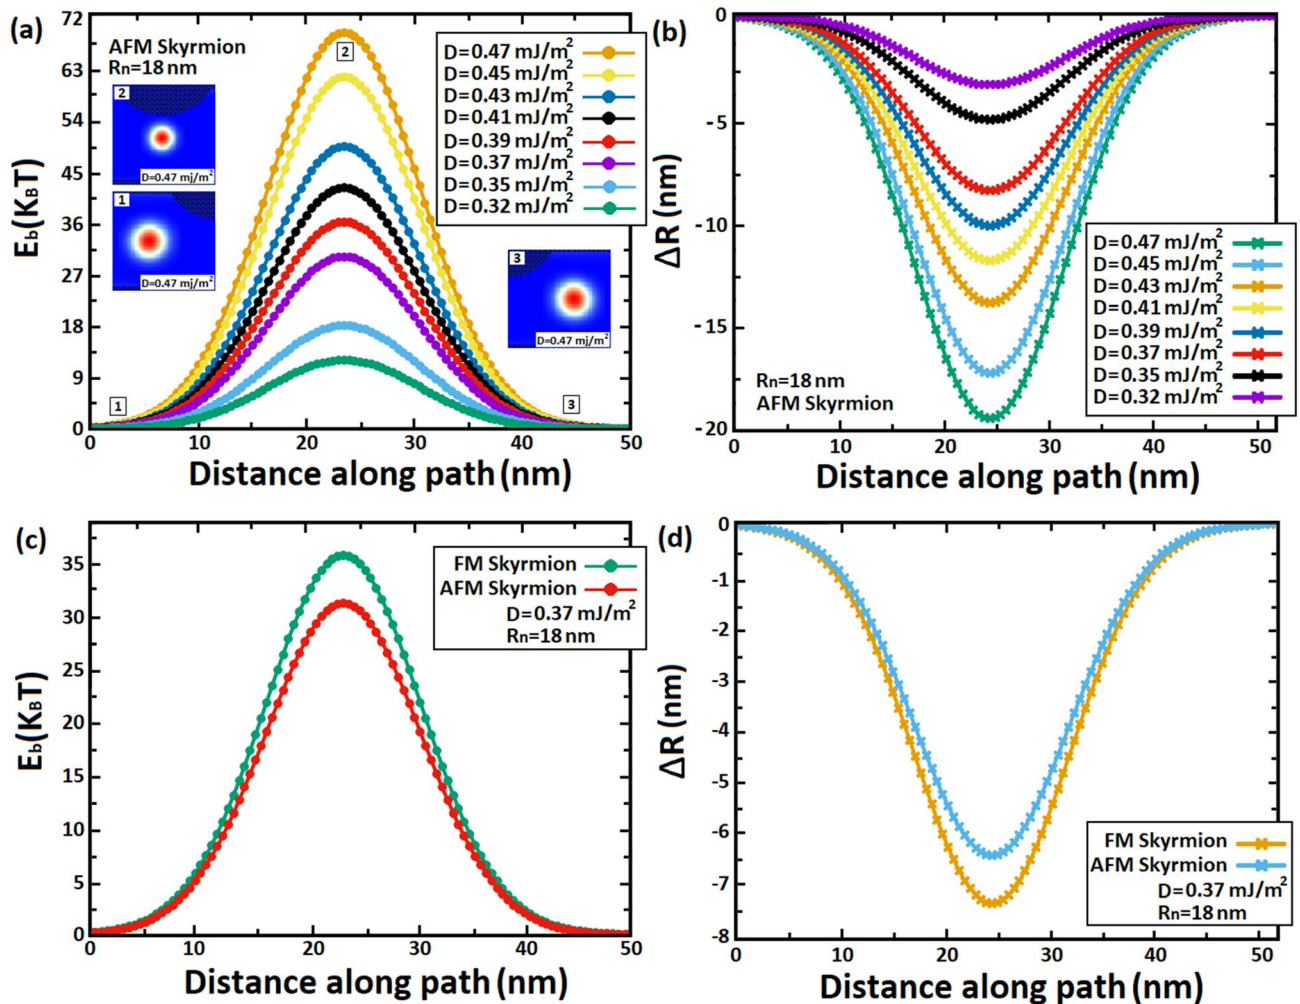 (a)
72
63
54
45
36
27
18
9
0
E_b(K_BT)
AFM Skyrmion
Rn=18 nm
2
D=0.47 mj/m²
1
D=0.47 mj/m²
2
D=0.47 mJ/m²
D=0.45 mJ/m²
D=0.43 mJ/m²
D=0.41 mJ/m²
D=0.39 mJ/m²
D=0.37 mJ/m²
D=0.35 mJ/m²
D=0.32 mJ/m²
3
D=0.47 mj/m²
1
3
0 10 20 30 40 50
Distance along path (nm)
(b)
0
-5
-10
-15
-20
ΔR (nm)
D=0.47 mJ/m²
D=0.45 mJ/m²
D=0.43 mJ/m²
D=0.41 mJ/m²
D=0.39 mJ/m²
D=0.37 mJ/m²
D=0.35 mJ/m²
D=0.32 mJ/m²
Rn=18 nm
AFM Skyrmion
0 10 20 30 40 50
Distance along path (nm)
(c)
35
30
25
20
15
10
5
0
E_b(K_BT)
FM Skyrmion
AFM Skyrmion
D=0.37 mJ/m²
Rn=18 nm
0 10 20 30 40 50
Distance along path (nm)
(d)
0
-1
-2
-3
-4
-5
-6
-7
-8
ΔR (nm)
FM Skyrmion
AFM Skyrmion
D=0.37 mJ/m²
Rn=18 nm
0 10 20 30 40 50
Distance along path (nm)